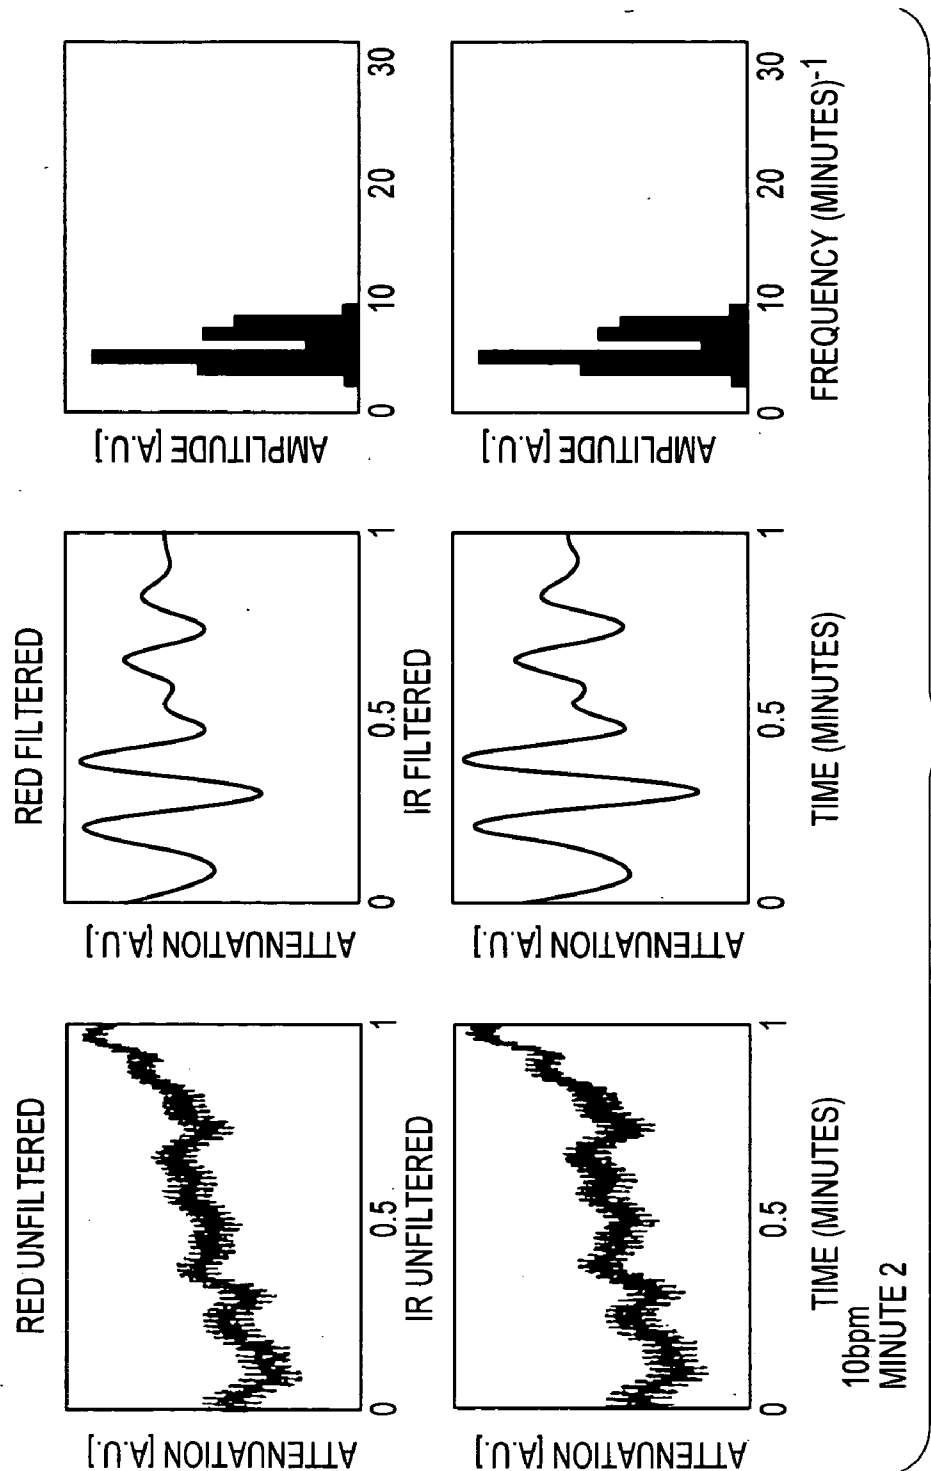 RED UNFILTERED
ATTENUATION [A.U.]
0
0.5
1
RED FILTERED
ATTENUATION [A.U.]
0
0.5
1
AMPLITUDE [A.U.]
0
10
20
30
IR UNFILTERED
ATTENUATION [A.U.]
0
0.5
1
TIME (MINUTES)
IR FILTERED
ATTENUATION [A.U.]
0
0.5
1
TIME (MINUTES)
AMPLITUDE [A.U.]
0
10
20
30
FREQUENCY (MINUTES)-1
10bpm
MINUTE 2